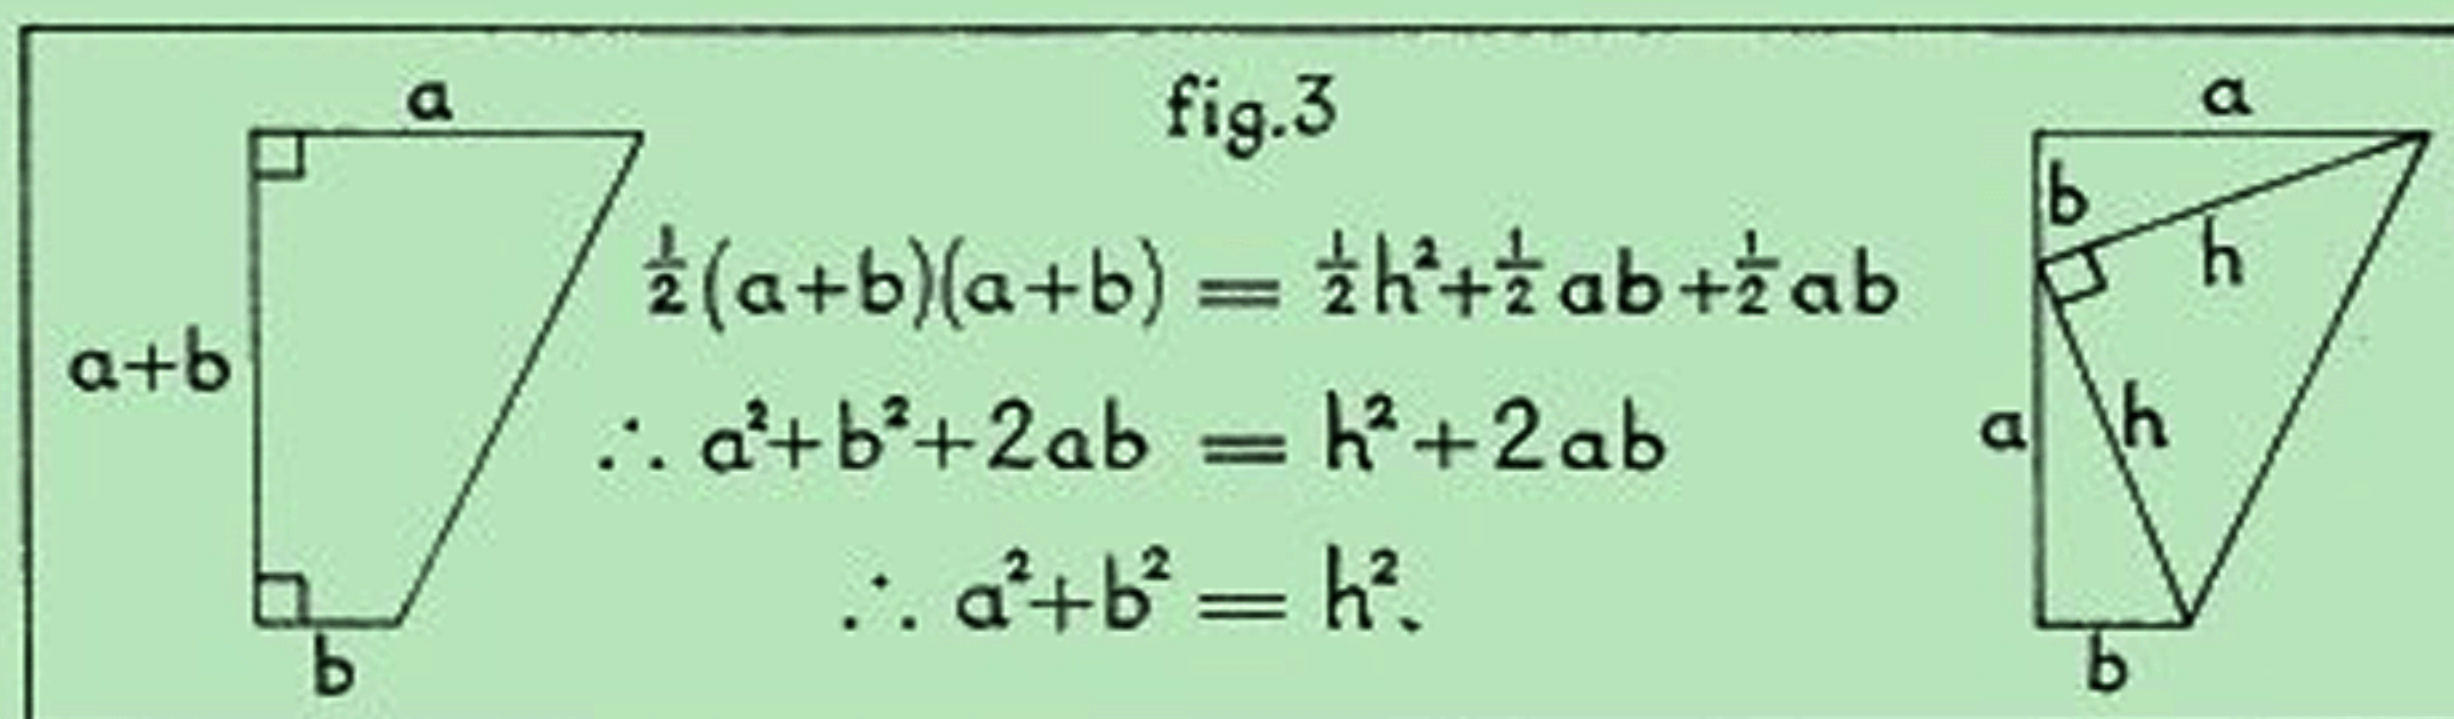 a
fig.3
a
b
h
½(a+b)(a+b) = ½h²+½ab+½ab
a+b
∴ a²+b²+2ab = h²+2ab
a
h
∴ a²+b² = h².
b
b